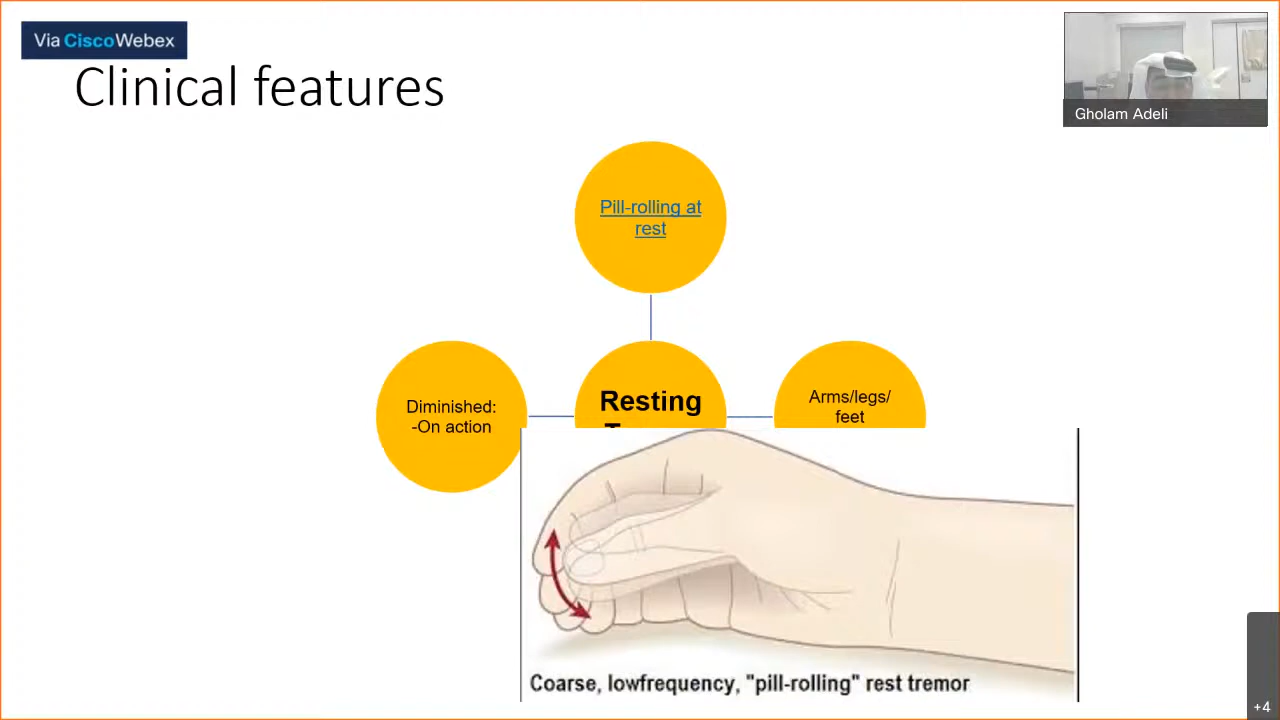 Via CiscoWebex
Clinical features
Gholam Adeli
Pill-rolling at
rest
Diminished:
-On action
Resting
Arms/legs/
feet
Coarse, lowfrequency, "pill-rolling" rest tremor
+4